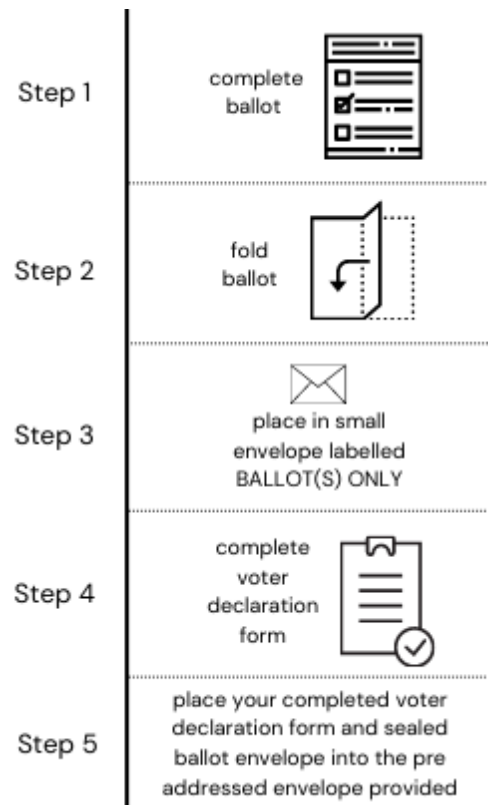 Step 1
complete
ballot
Step 2
fold
ballot
Step 3
place in small
envelope labelled
BALLOT(S) ONLY
Step 4
complete
voter
declaration
form
Step 5
place your completed voter
declaration form and sealed
ballot envelope into the pre
addressed envelope provided